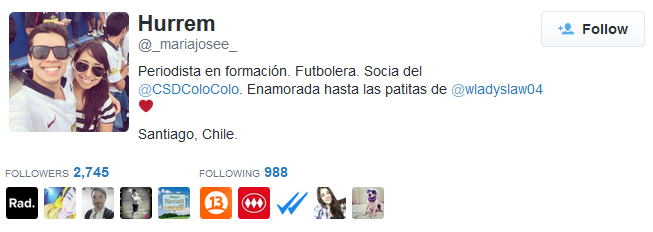 Hurrem
@_mariajosee_
Follow
Periodista en formación. Futbolera. Socia del
@CSDColoColo. Enamorada hasta las patitas de @wladyslaw04
Santiago, Chile.
FOLLOWERS 2,745
FOLLOWING 988
Rad.
13